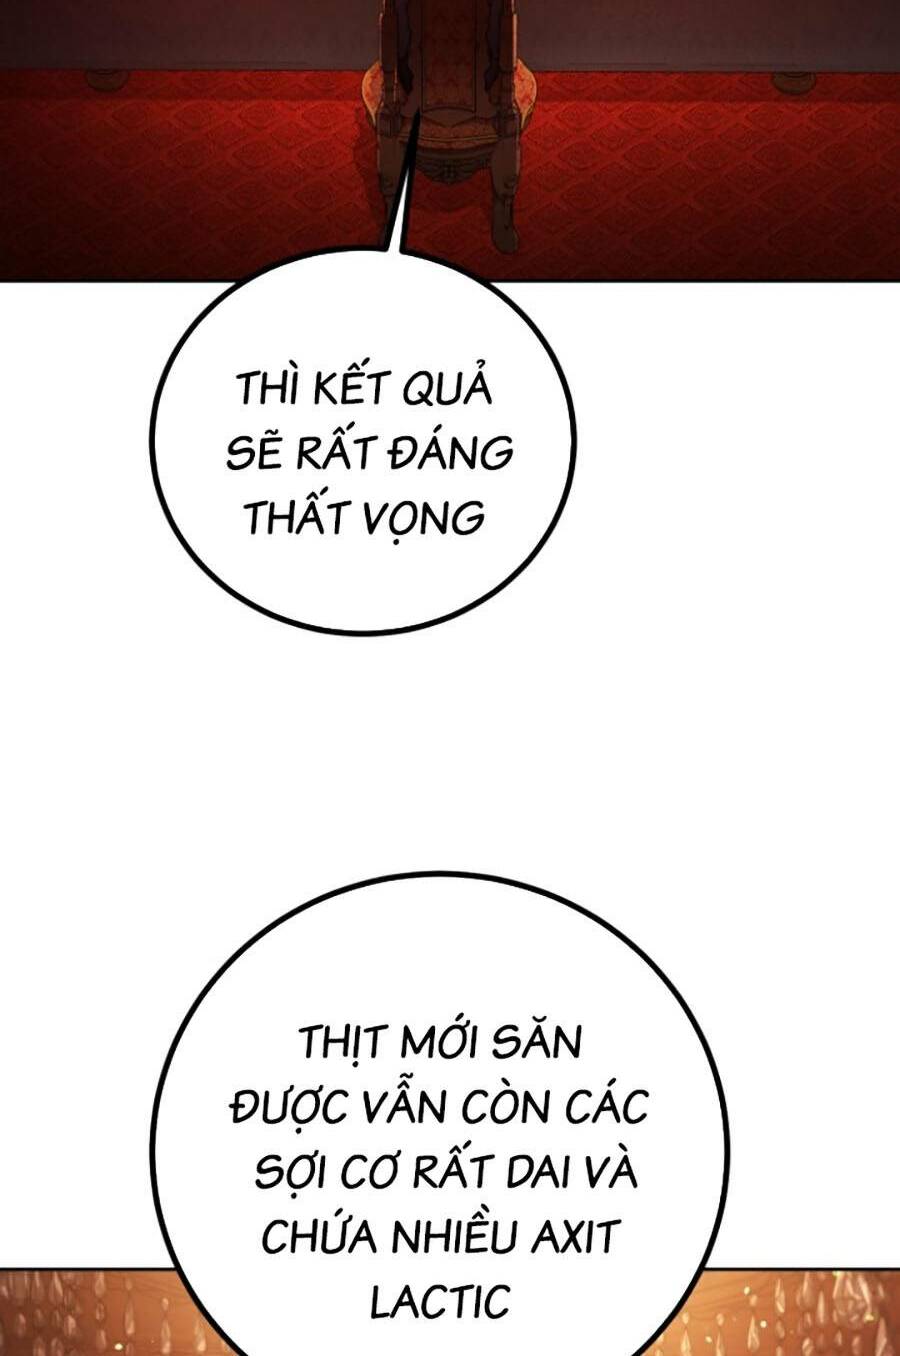 THÌ KẾT QUẢ
SẼ RẤT ĐÁNG
THẤT VỌNG
THỊT MỚI SĂN
ĐƯỢC VẪN CÒN CÁC
SỢI CƠ RẤT DAI VÀ
CHỨA NHIỀU AXIT
LACTIC